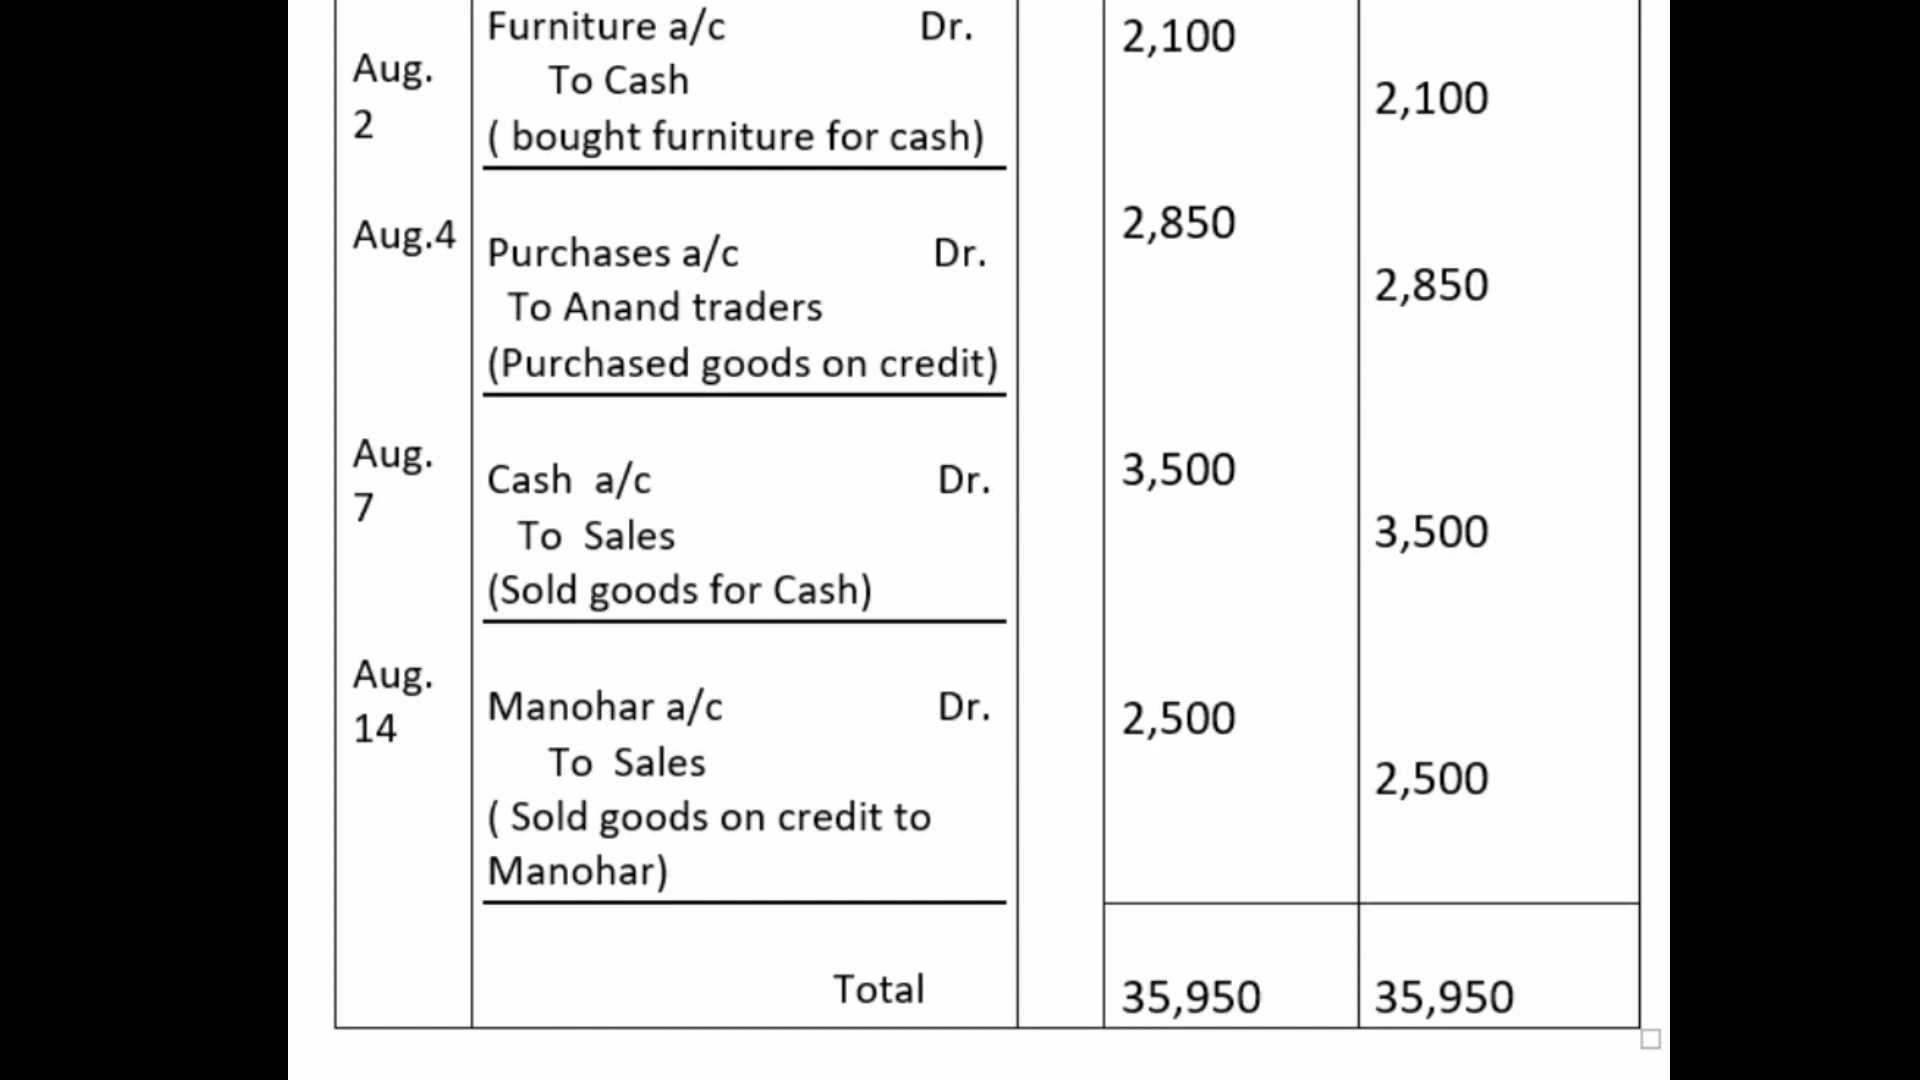 Furniture a/c Dr. 2,100
Aug. 2
To Cash 2,100
( bought furniture for cash)
Aug.4 Purchases a/c Dr. 2,850
To Anand traders 2,850
(Purchased goods on credit)
Aug. 7
Cash a/c Dr. 3,500
To Sales 3,500
(Sold goods for Cash)
Aug. 14
Manohar a/c Dr. 2,500
To Sales 2,500
( Sold goods on credit to
Manohar)
Total 35,950 35,950